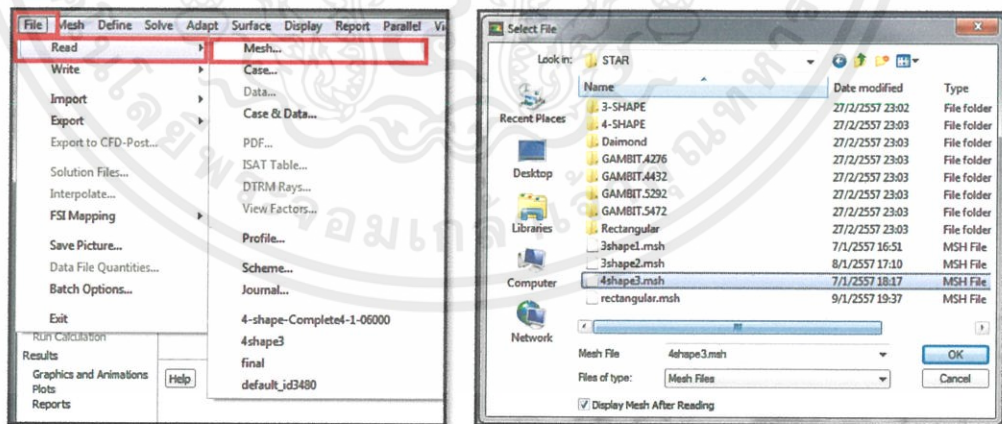 File Mesh Define Solve Adapt Surface Display Report Parallel Vi
Read
Write
Import
Export
Export to CFD-Post...
Solution Files...
Interpolate...
FSI Mapping
Save Picture...
Data File Quantities...
Batch Options...
Exit
Run Calculation
Results
Graphics and Animations
Plots
Reports
Help
Mesh...
Case...
Data...
Case & Data...
PDF...
ISAT Table...
DTRM Rays...
View Factors...
Profile...
Scheme...
Journal...
4-shape-Complete4-1-06000
4shape3
final
default_id3480
Select File
Look in: STAR
Recent Places
Desktop
Libraries
Computer
Network
Name Date modified Type
3-SHAPE 27/2/2557 23:02 File folder
4-SHAPE 27/2/2557 23:03 File folder
Daimond 27/2/2557 23:03 File folder
GAMBIT.4276 27/2/2557 23:03 File folder
GAMBIT.4432 27/2/2557 23:03 File folder
GAMBIT.5292 27/2/2557 23:03 File folder
GAMBIT.5472 27/2/2557 23:03 File folder
Rectangular 27/2/2557 23:03 File folder
3shape1.msh 7/1/2557 16:51 MSH File
3shape2.msh 8/1/2557 17:10 MSH File
4shape3.msh 7/1/2557 18:17 MSH File
rectangular.msh 9/1/2557 19:37 MSH File
Mesh File 4shape3.msh OK
Files of type: Mesh Files Cancel
Display Mesh After Reading